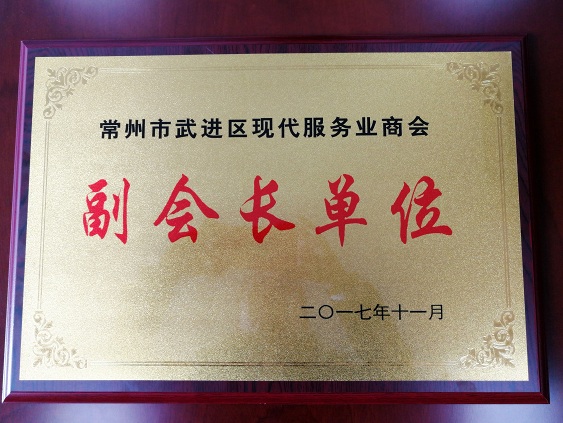 常州市武进区现代服务业商会
副会长单位
二〇一七年十一月